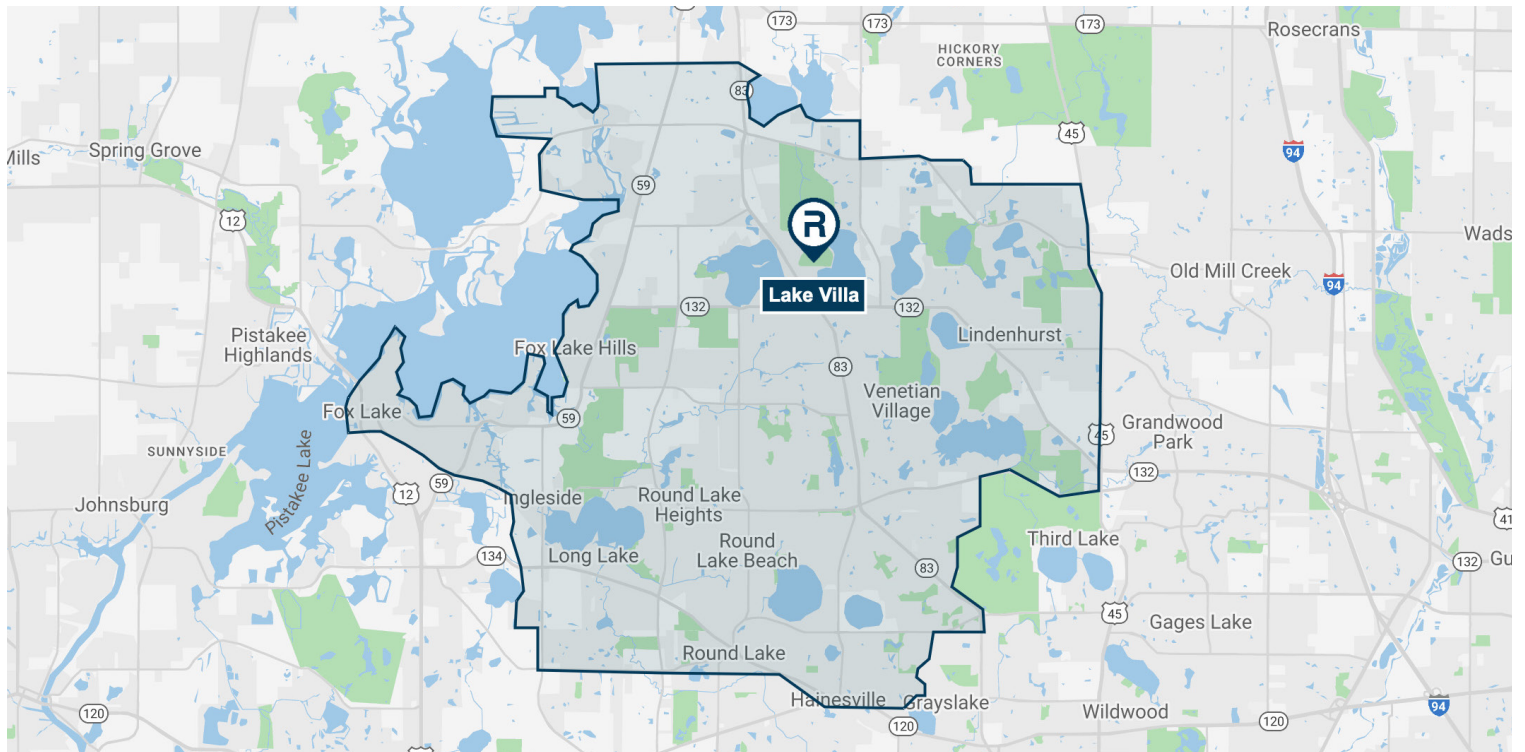 173
173
173
Rosecrans
HICKORY
CORNERS
83
45
94
Mills
Spring Grove
59
12
R
Wads
Old Mill Creek
94
Lake Villa
132
132
Pistakee
Highlands
Fox Lake Hills
Lindenhurst
83
Venetian
Village
Fox Lake
59
Grandwood
Park
45
SUNNYSIDE
Pistakee Lake
132
59
12
Johnsburg
Ingleside
Round Lake
Heights
41
Round
Lake Beach
Third Lake
134
Long Lake
83
132
Gu
45
Gages Lake
Round Lake
Hainesville
Grayslake
Wildwood
94
120
120
120